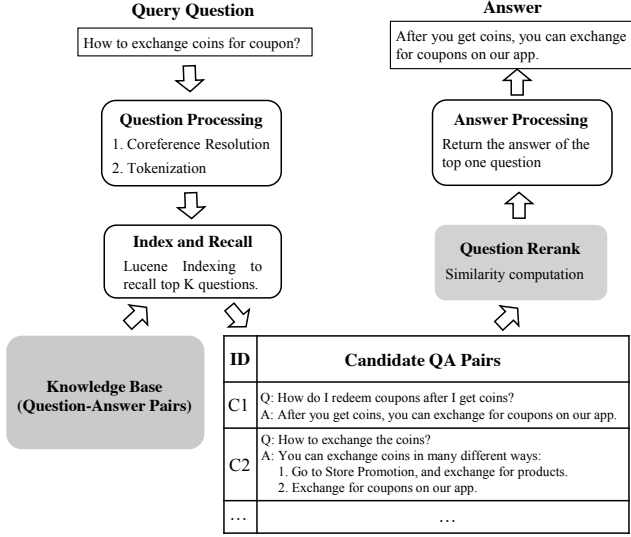 Query Question
How to exchange coins for coupon?
Question Processing
1. Coreference Resolution
2. Tokenization
Index and Recall
Lucene Indexing to
recall top K questions.
Knowledge Base
(Question-Answer Pairs)
Answer
After you get coins, you can exchange
for coupons on our app.
Answer Processing
Return the answer of the
top one question
Question Rerank
Similarity computation
ID
Candidate QA Pairs
C1
Q: How do I redeem coupons after I get coins?
A: After you get coins, you can exchange for coupons on our app.
C2
Q: How to exchange the coins?
A: You can exchange coins in many different ways:
1. Go to Store Promotion, and exchange for products.
2. Exchange for coupons on our app.
…
…